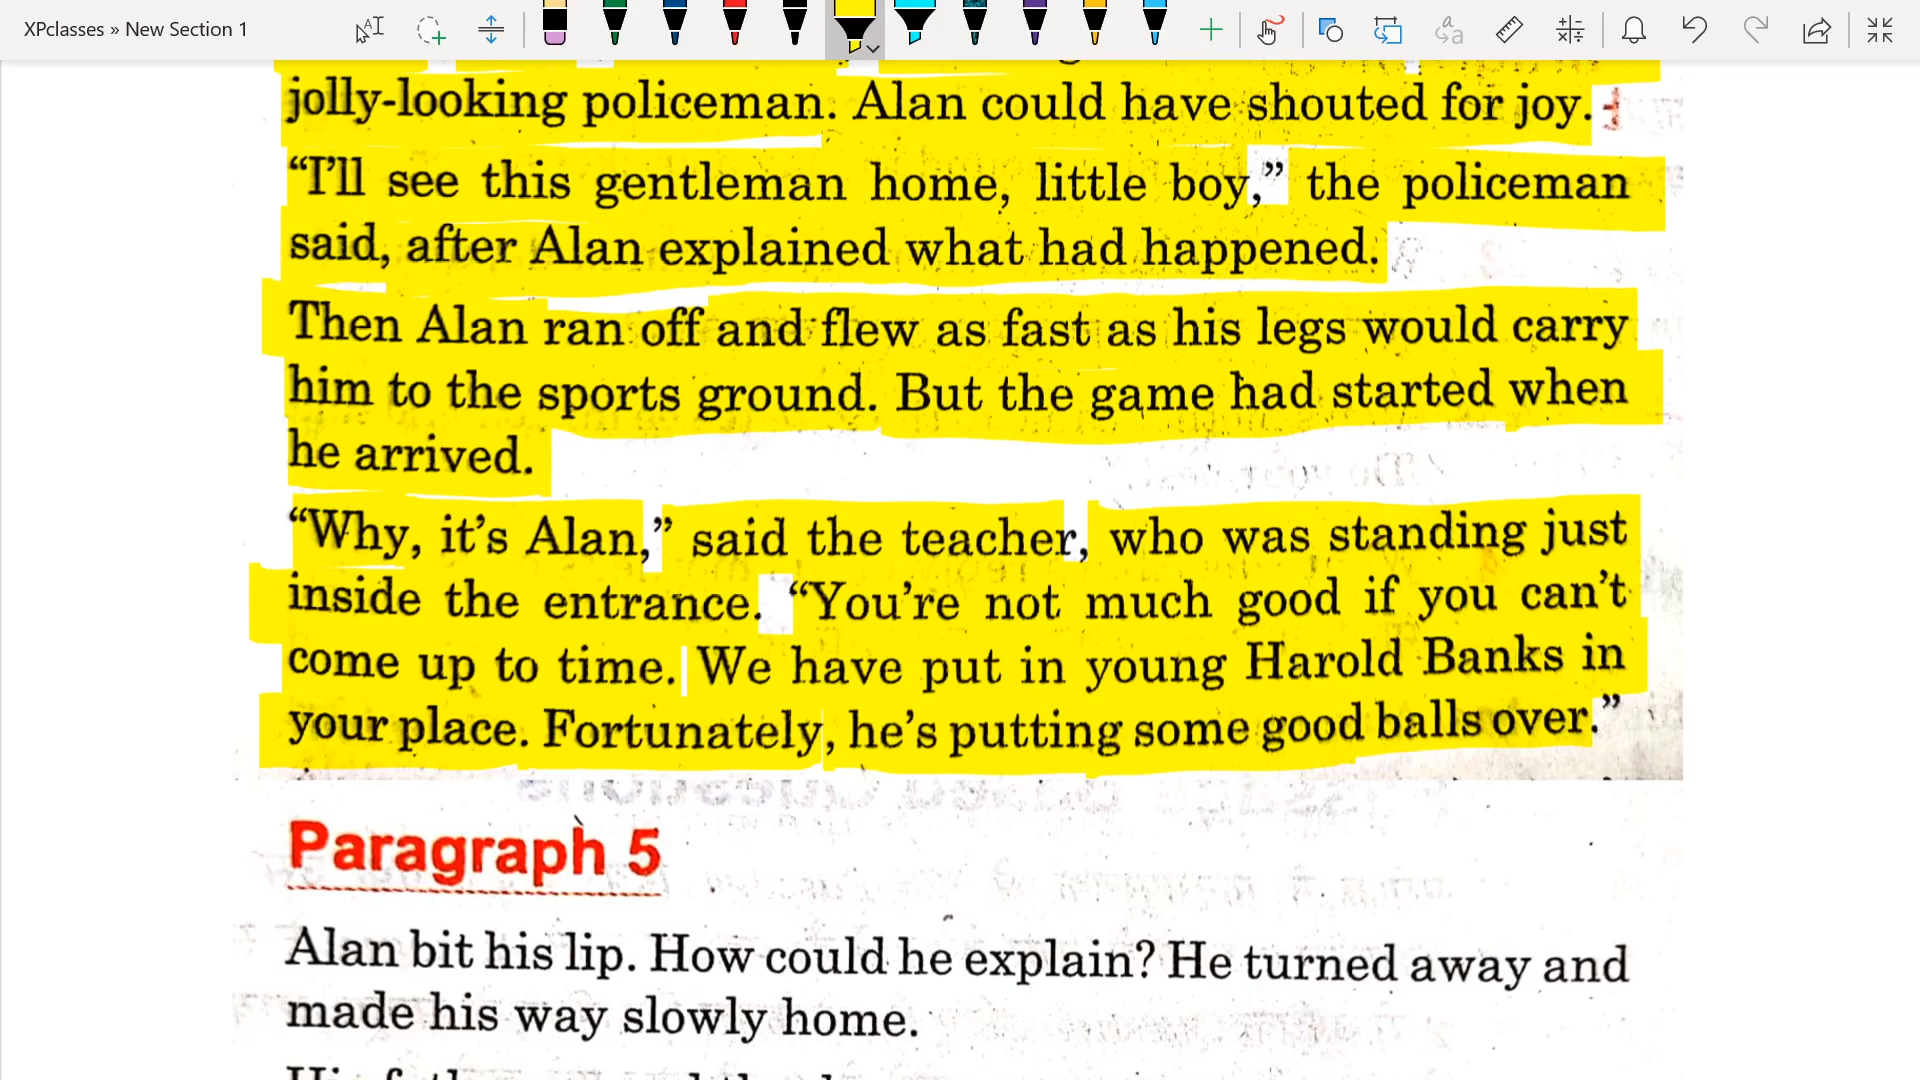 XPclasses » New Section 1
jolly-looking policeman. Alan could have shouted for joy.
“I’ll see this gentleman home, little boy,” the policeman
said, after Alan explained what had happened.
Then Alan ran off and flew as fast as his legs would carry
him to the sports ground. But the game had started when
he arrived.
“Why, it’s Alan,” said the teacher, who was standing just
inside the entrance. “You’re not much good if you can’t
come up to time. We have put in young Harold Banks in
your place. Fortunately, he’s putting some good balls over.”
Paragraph 5
Alan bit his lip. How could he explain? He turned away and
made his way slowly home.